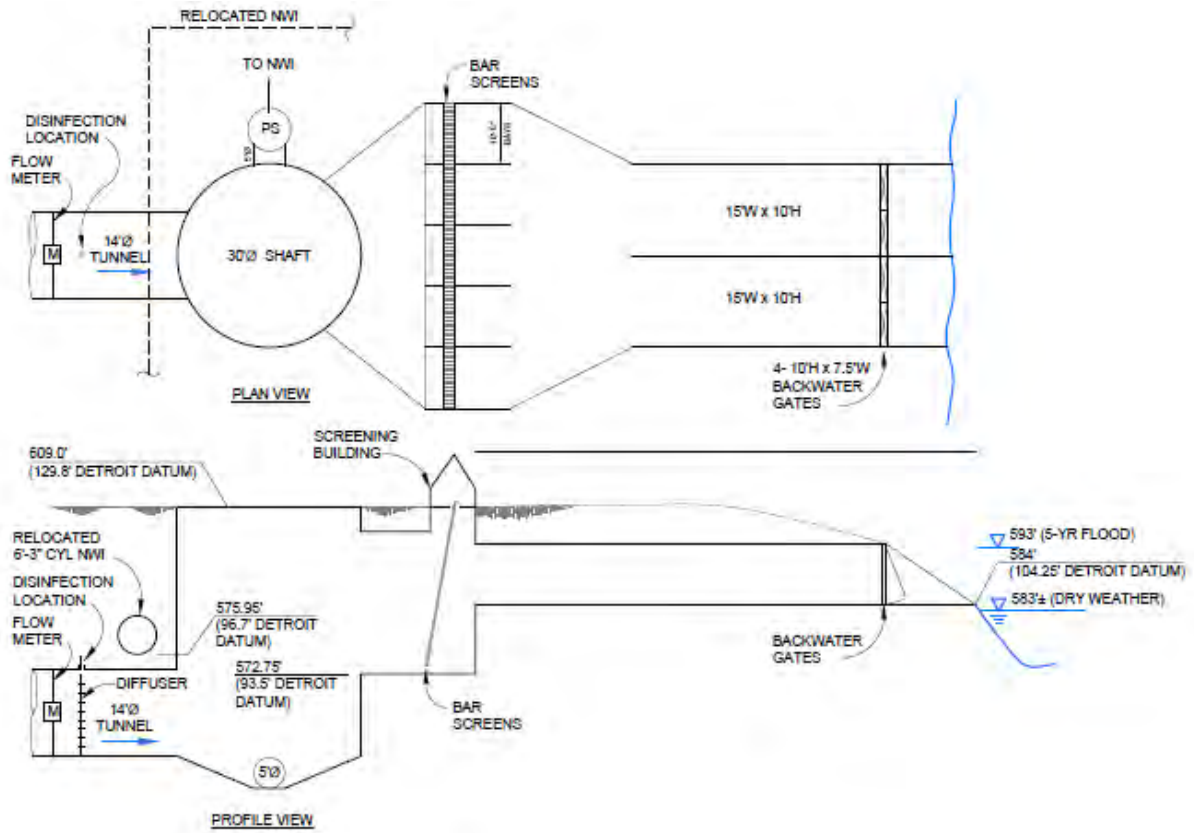 RELOCATED NWI
TO NWI
BAR
SCREENS
DISINFECTION
LOCATION
PS
FLOW
METER
5'Ø
BAYS
M
14'Ø
TUNNEL
30'Ø SHAFT
15'W x 10'H
15'W x 10'H
4- 10'H x 7.5'W
BACKWATER
GATES
PLAN VIEW
SCREENING
BUILDING
609.0'
(129.8' DETROIT DATUM)
RELOCATED
6'-3" CYL NWI
593' (5-YR FLOOD)
584'
(104.25' DETROIT DATUM)
583'± (DRY WEATHER)
DISINFECTION
LOCATION
575.95'
(96.7' DETROIT
DATUM)
FLOW
METER
BACKWATER
GATES
572.75'
(93.5' DETROIT
DATUM)
DIFFUSER
M
14'Ø
TUNNEL
BAR
SCREENS
5'Ø
PROFILE VIEW